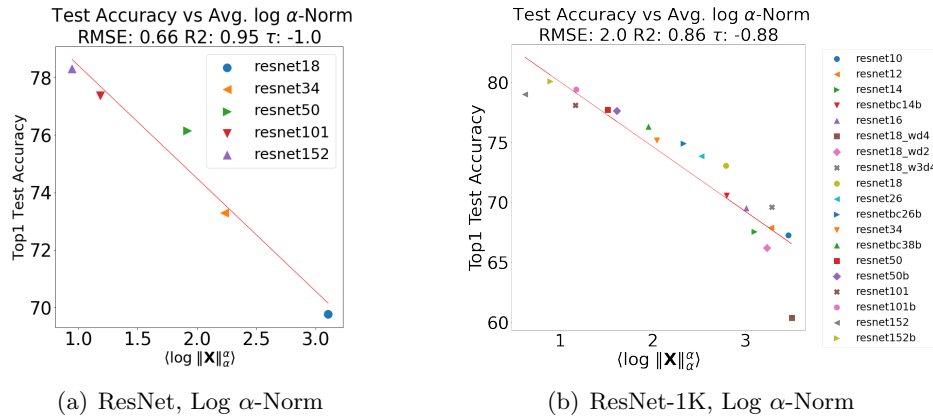 Test Accuracy vs Avg. log α-Norm
RMSE: 0.66 R2: 0.95 τ: -1.0
Top1 Test Accuracy
78
76
74
72
70
1.0 1.5 2.0 2.5 3.0
⟨log ‖X‖α α⟩
resnet18
resnet34
resnet50
resnet101
resnet152
(a) ResNet, Log α-Norm
Test Accuracy vs Avg. log α-Norm
RMSE: 2.0 R2: 0.86 τ: -0.88
Top1 Test Accuracy
80
75
70
65
60
1 2 3
⟨log ‖X‖α α⟩
resnet10
resnet12
resnet14
resnetbc14b
resnet16
resnet18_wd4
resnet18_wd2
resnet18_w3d4
resnet18
resnet26
resnetbc26b
resnet34
resnetbc38b
resnet50
resnet50b
resnet101
resnet101b
resnet152
resnet152b
(b) ResNet-1K, Log α-Norm